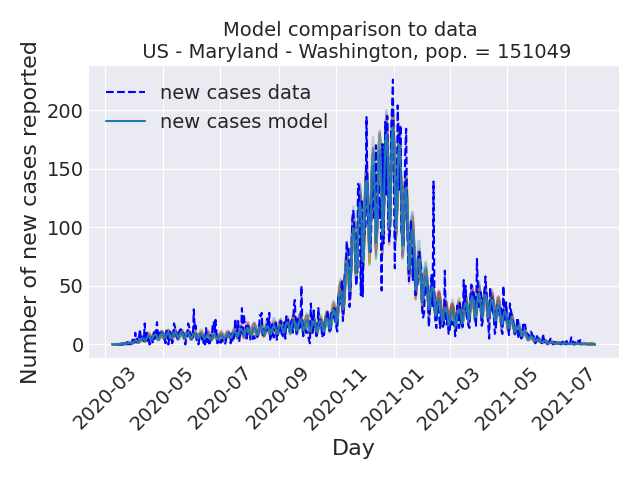 Model comparison to data
US - Maryland - Washington, pop. = 151049
Number of new cases reported
200
150
100
50
0
new cases data
new cases model
2020-03
2020-05
2020-07
2020-09
2020-11
2021-01
2021-03
2021-05
2021-07
Day